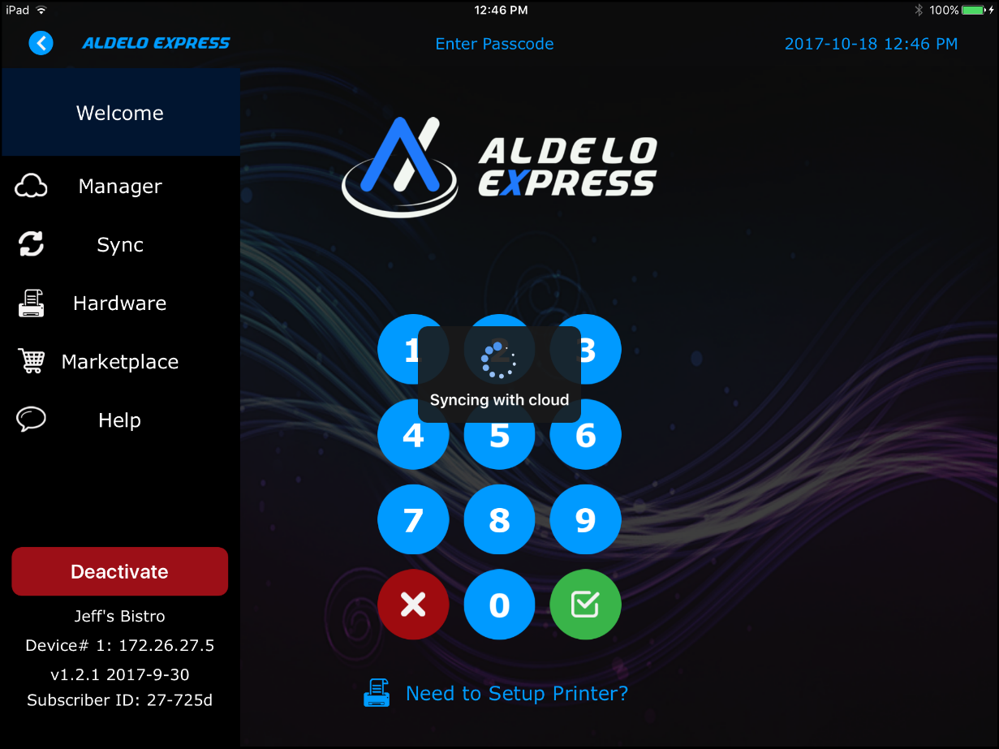 iPad
12:46 PM
100%
ALDELO EXPRESS
Enter Passcode
2017-10-18 12:46 PM
Welcome
Manager
Sync
Hardware
Marketplace
Help
Deactivate
Jeff's Bistro
Device# 1: 172.26.27.5
v1.2.1 2017-9-30
Subscriber ID: 27-725d
ALDELO
EXPRESS
1 2 3
Syncing with cloud
4 5 6
7 8 9
0
Need to Setup Printer?